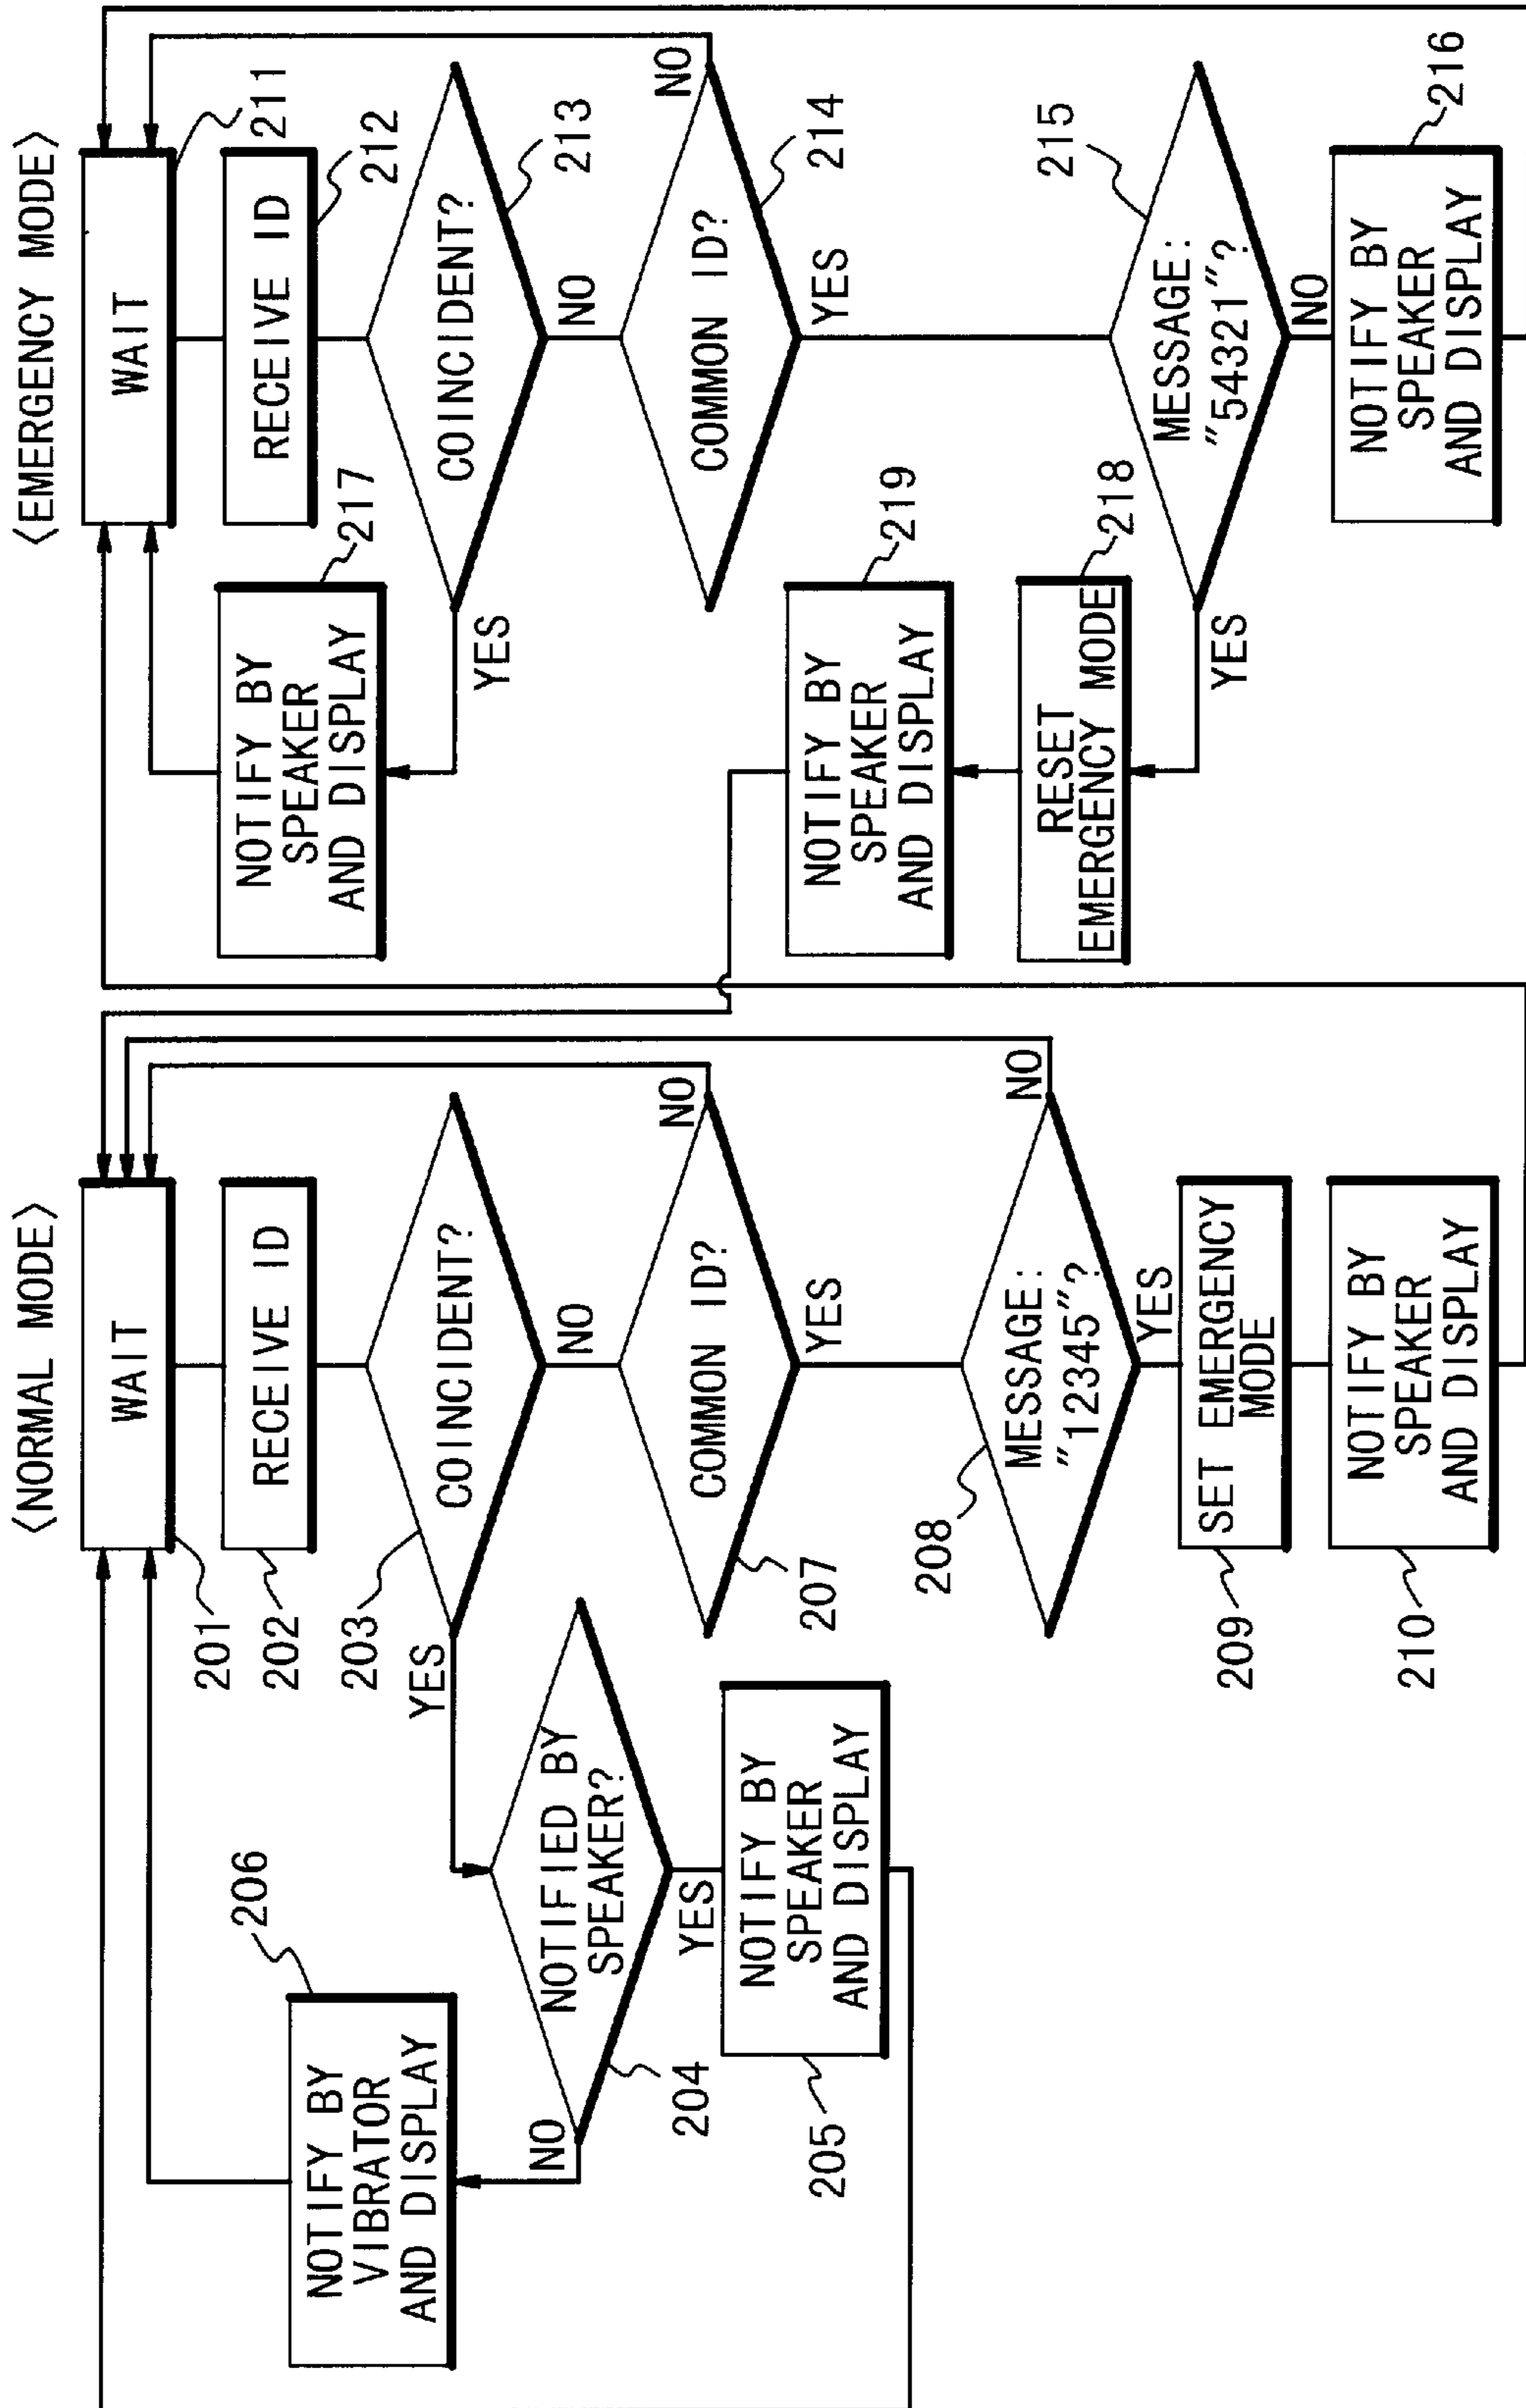 <NORMAL MODE>
WAIT
201
RECEIVE ID
202
COINCIDENT?
203
YES
NO
NOTIFIED BY
SPEAKER?
204
NO
YES
NOTIFY BY
SPEAKER
AND DISPLAY
205
NOTIFY BY
VIBRATOR
AND DISPLAY
206
COMMON ID?
207
NO
YES
MESSAGE:
"12345"?
208
NO
YES
SET EMERGENCY
MODE
209
NOTIFY BY
SPEAKER
AND DISPLAY
210
<EMERGENCY MODE>
WAIT
211
RECEIVE ID
212
COINCIDENT?
213
YES
NO
NOTIFY BY
SPEAKER
AND DISPLAY
217
COMMON ID?
214
NO
YES
MESSAGE:
"54321"?
215
YES
NO
NOTIFY BY
SPEAKER
AND DISPLAY
216
RESET
EMERGENCY MODE
218
NOTIFY BY
SPEAKER
AND DISPLAY
219